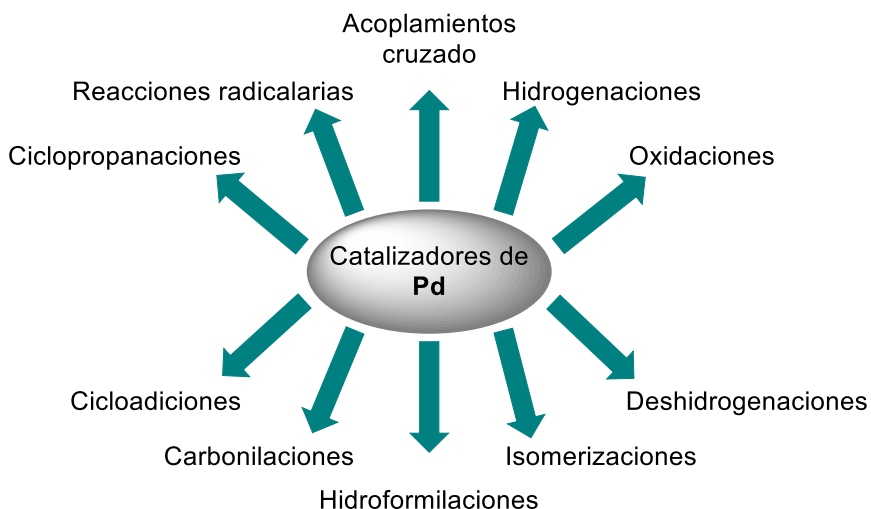 Acoplamientos
cruzado
Reacciones radicalarias
Hidrogenaciones
Ciclopropanaciones
Oxidaciones
Catalizadores de
Pd
Cicloadiciones
Deshidrogenaciones
Carbonilaciones
Isomerizaciones
Hidroformilaciones